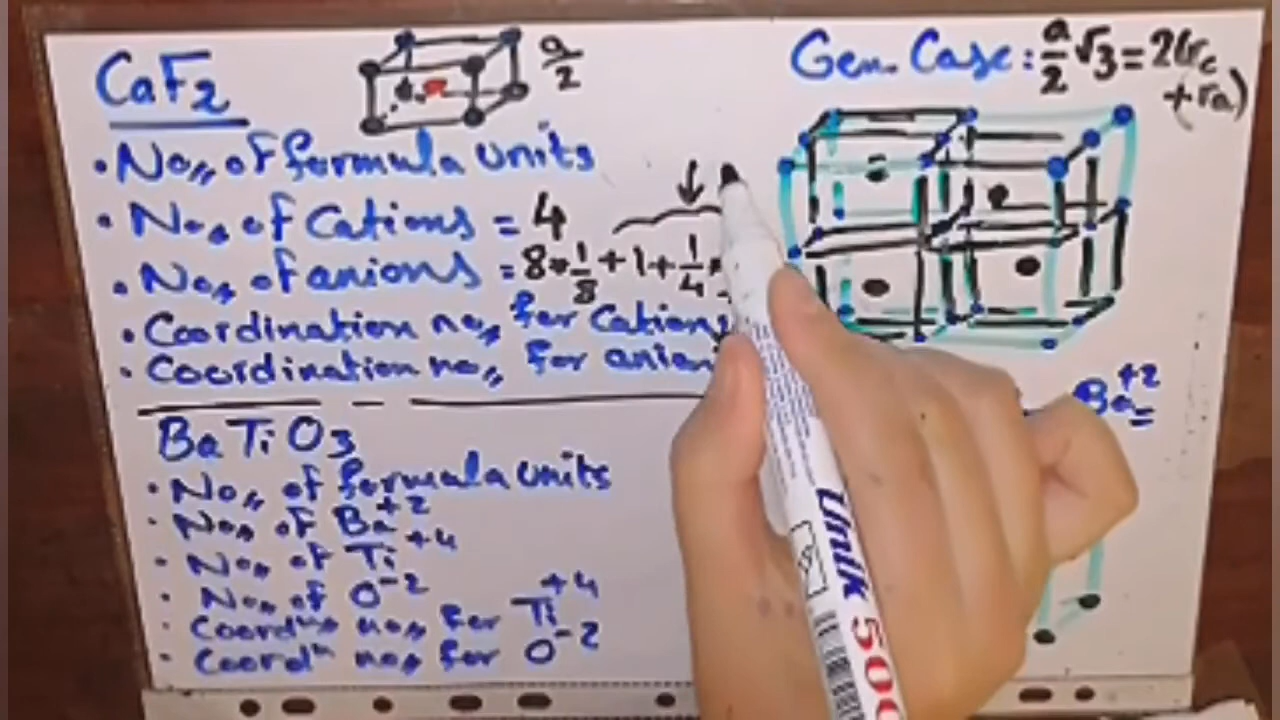 CaF2
a/2
Gen. Case: a/2 √3 = 2(rc + ra)
• No,, of formula units
• No,, of Cations = 4
• No,, of anions = 8*1/8 + 1 + 1/4*
• Coordination no,, for Cations
• Coordination no,, for anion
Ba+2
BaTiO3
• No,, of formula units
• No,, of Ba+2
• No,, of Ti+4
• No,, of O-2
• Coordn no,, for Ti+4
• Coordn no,, for O-2
Unik 500